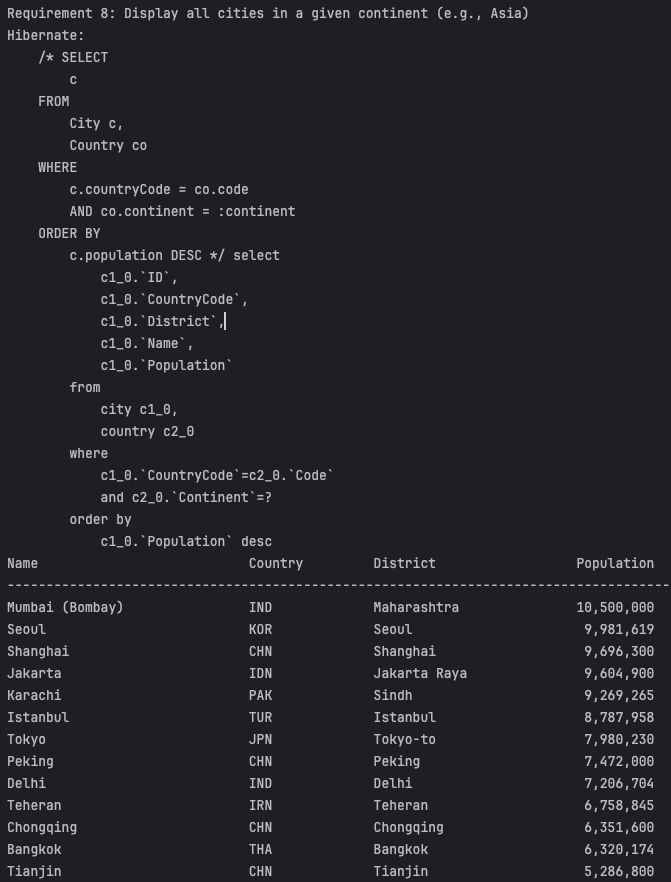 Requirement 8: Display all cities in a given continent (e.g., Asia)
Hibernate:
    /* SELECT
        c
    FROM
        City c,
        Country co
    WHERE
        c.countryCode = co.code
        AND co.continent = :continent
    ORDER BY
        c.population DESC */ select
            c1_0.`ID`,
            c1_0.`CountryCode`,
            c1_0.`District`,
            c1_0.`Name`,
            c1_0.`Population`
        from
            city c1_0,
            country c2_0
        where
            c1_0.`CountryCode`=c2_0.`Code`
            and c2_0.`Continent`=?
        order by
            c1_0.`Population` desc
Name                           Country         District                  Population
-------------------------------------------------------------------------------------
Mumbai (Bombay)                IND             Maharashtra               10,500,000
Seoul                          KOR             Seoul                      9,981,619
Shanghai                       CHN             Shanghai                   9,696,300
Jakarta                        IDN             Jakarta Raya               9,604,900
Karachi                        PAK             Sindh                      9,269,265
Istanbul                       TUR             Istanbul                   8,787,958
Tokyo                          JPN             Tokyo-to                   7,980,230
Peking                         CHN             Peking                     7,472,000
Delhi                          IND             Delhi                      7,206,704
Teheran                        IRN             Teheran                    6,758,845
Chongqing                      CHN             Chongqing                  6,351,600
Bangkok                        THA             Bangkok                    6,320,174
Tianjin                        CHN             Tianjin                    5,286,800